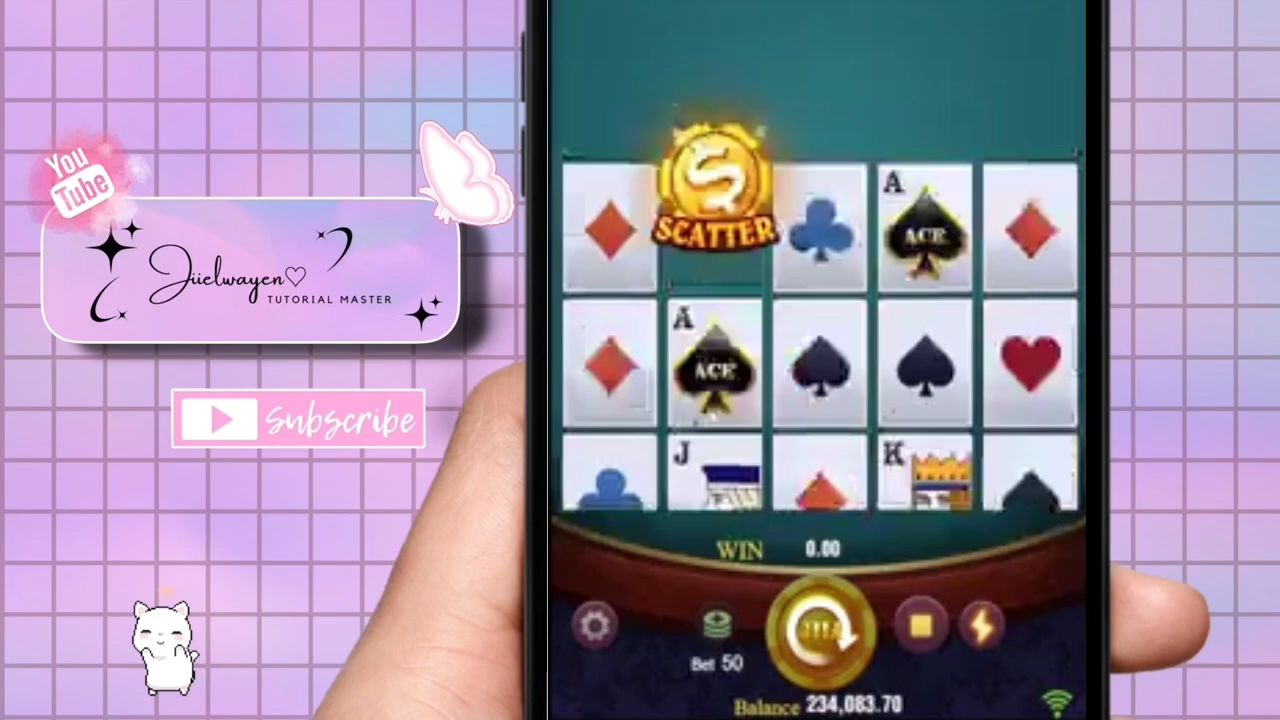 You
Tube
Jiielwayen♡
TUTORIAL MASTER
Subscribe
SCATTER
A
ACE
A
ACE
J
K
WIN 0.00
Bet 50
Balance 234,083.70